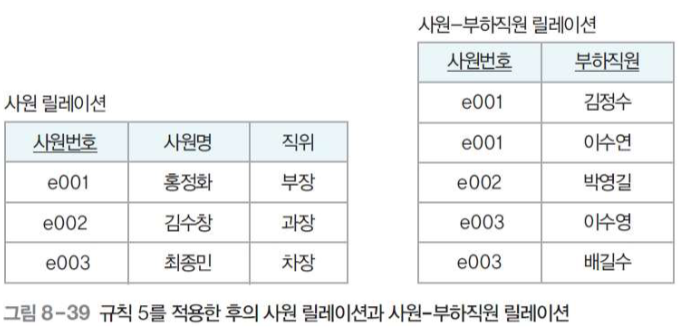 사원 릴레이션
사원번호 사원명 직위
e001 홍정화 부장
e002 김수창 과장
e003 최종민 차장
사원-부하직원 릴레이션
사원번호 부하직원
e001 김정수
e001 이수연
e002 박영길
e003 이수영
e003 배길수
그림 8-39 규칙 5를 적용한 후의 사원 릴레이션과 사원-부하직원 릴레이션